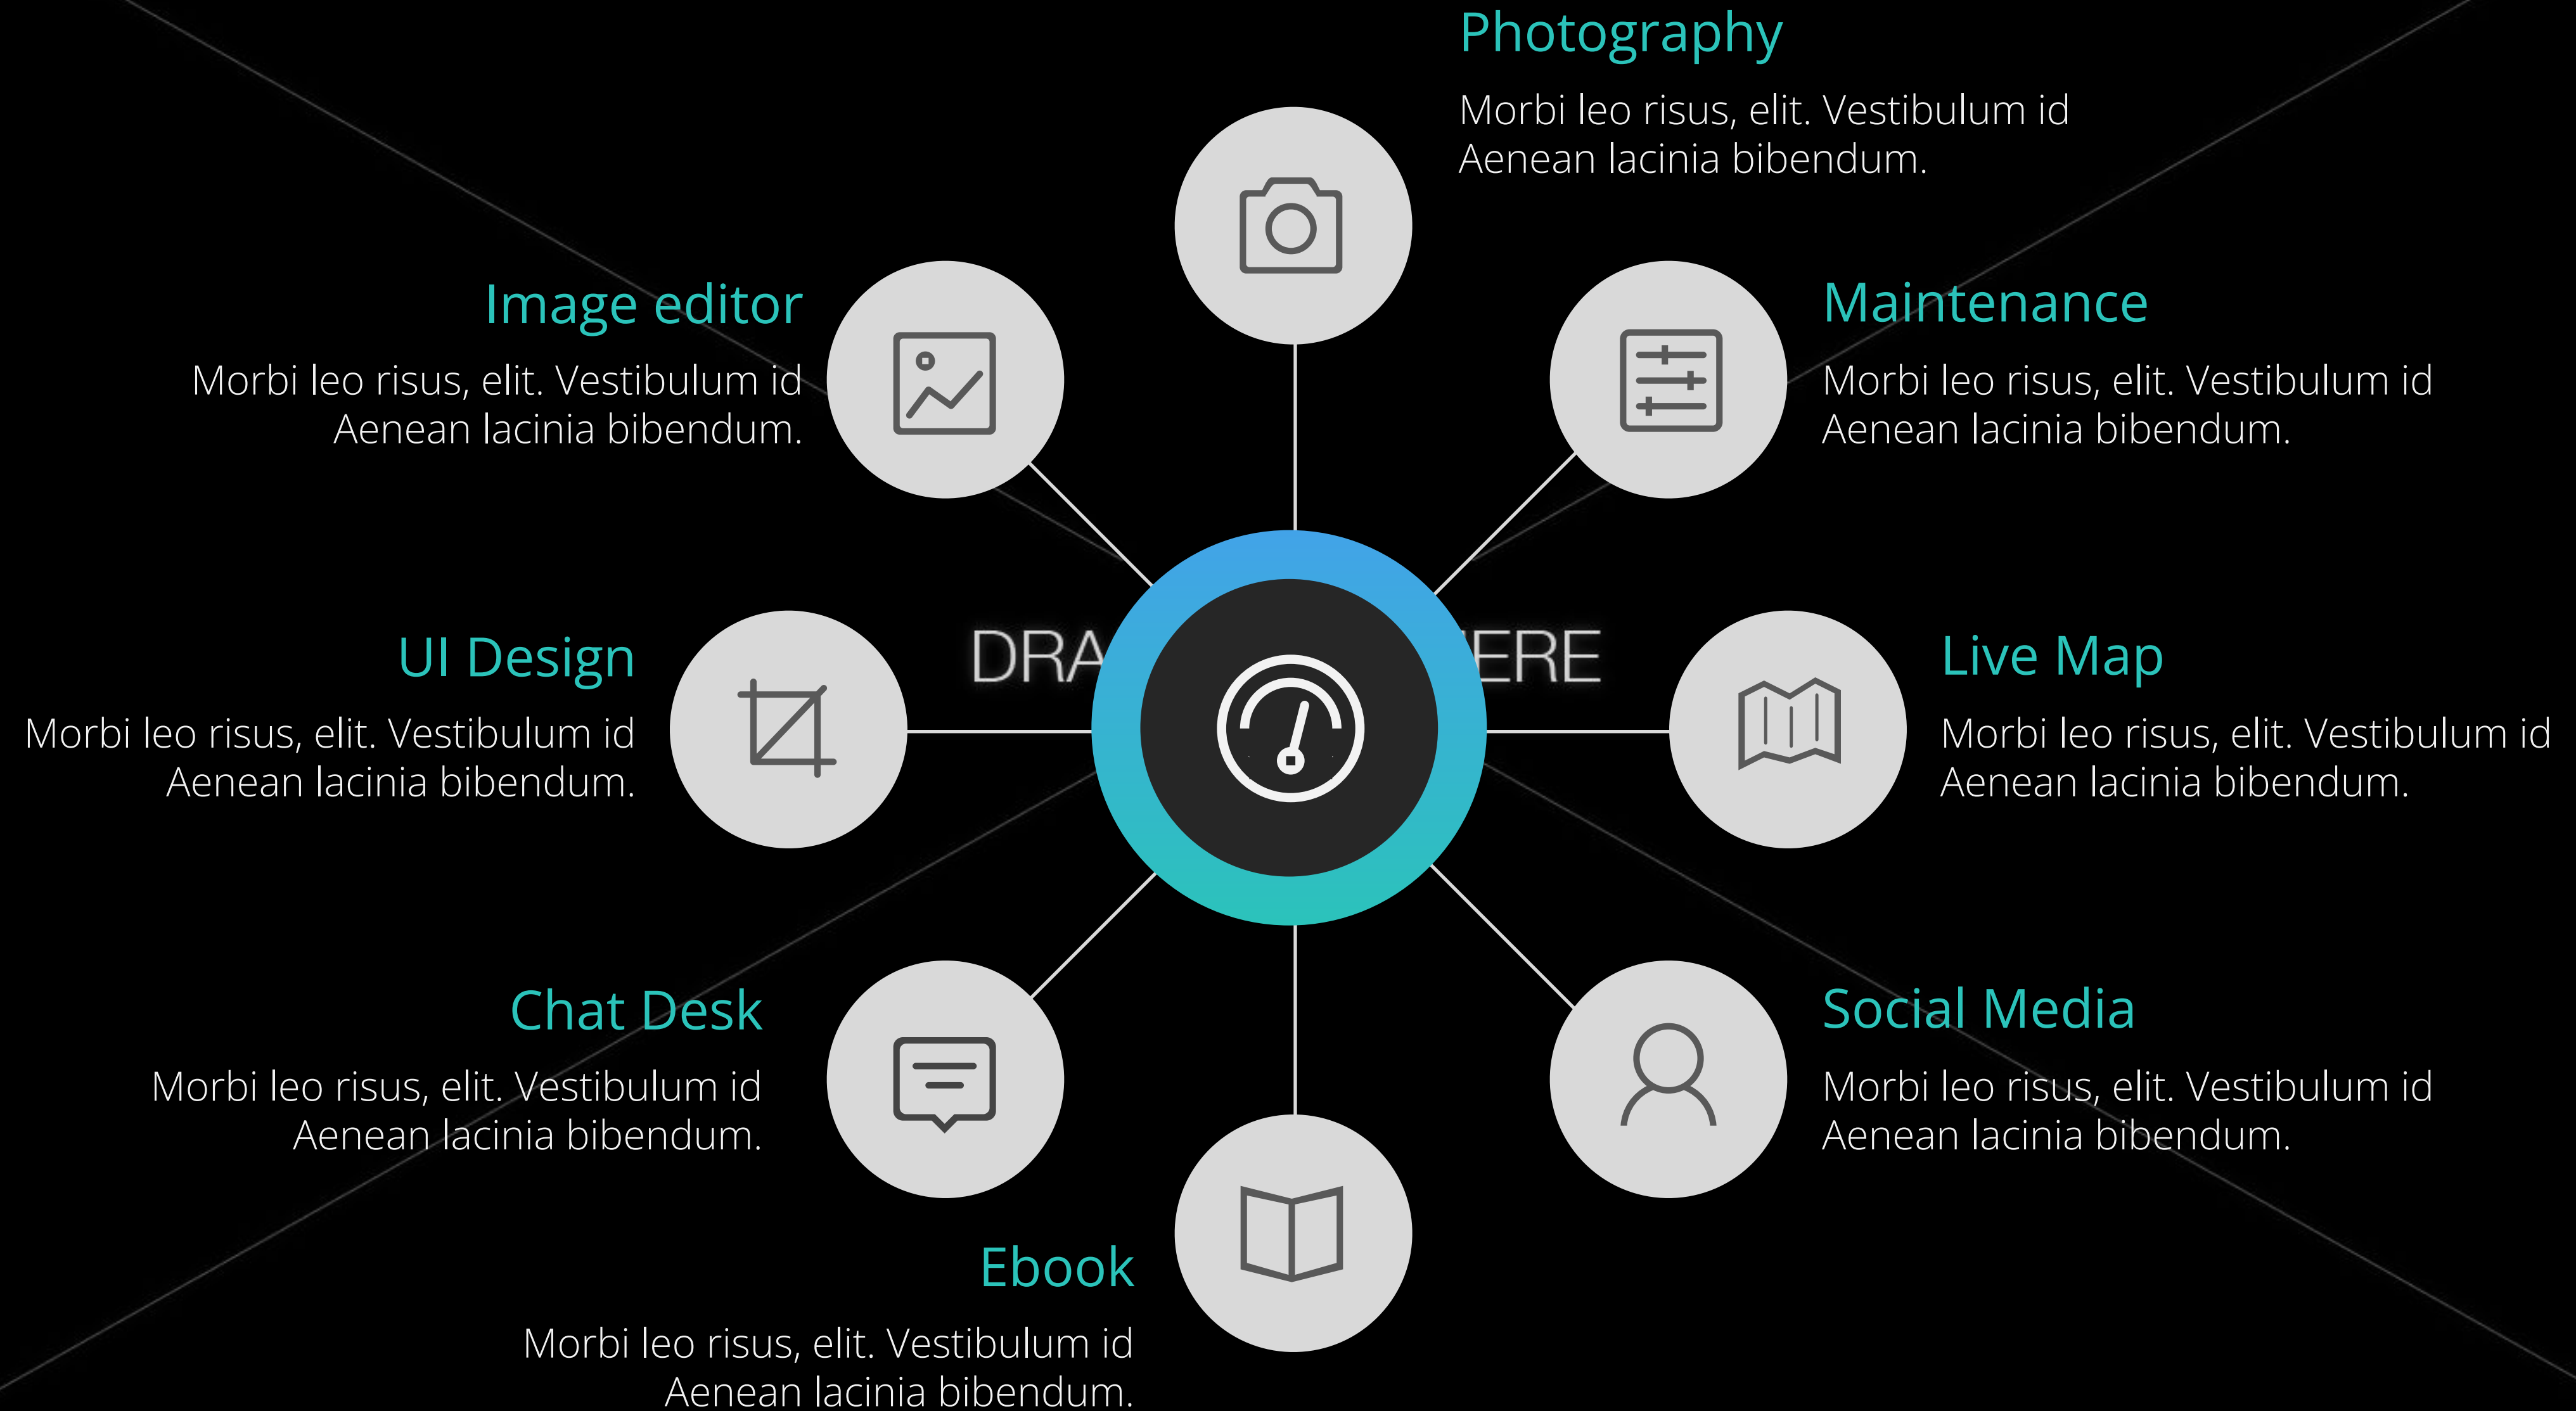 Photography
Morbi leo risus, elit. Vestibulum id
Aenean lacinia bibendum.
Image editor
Morbi leo risus, elit. Vestibulum id
Aenean lacinia bibendum.
Maintenance
Morbi leo risus, elit. Vestibulum id
Aenean lacinia bibendum.
UI Design
Morbi leo risus, elit. Vestibulum id
Aenean lacinia bibendum.
Live Map
Morbi leo risus, elit. Vestibulum id
Aenean lacinia bibendum.
Chat Desk
Morbi leo risus, elit. Vestibulum id
Aenean lacinia bibendum.
Social Media
Morbi leo risus, elit. Vestibulum id
Aenean lacinia bibendum.
Ebook
Morbi leo risus, elit. Vestibulum id
Aenean lacinia bibendum.